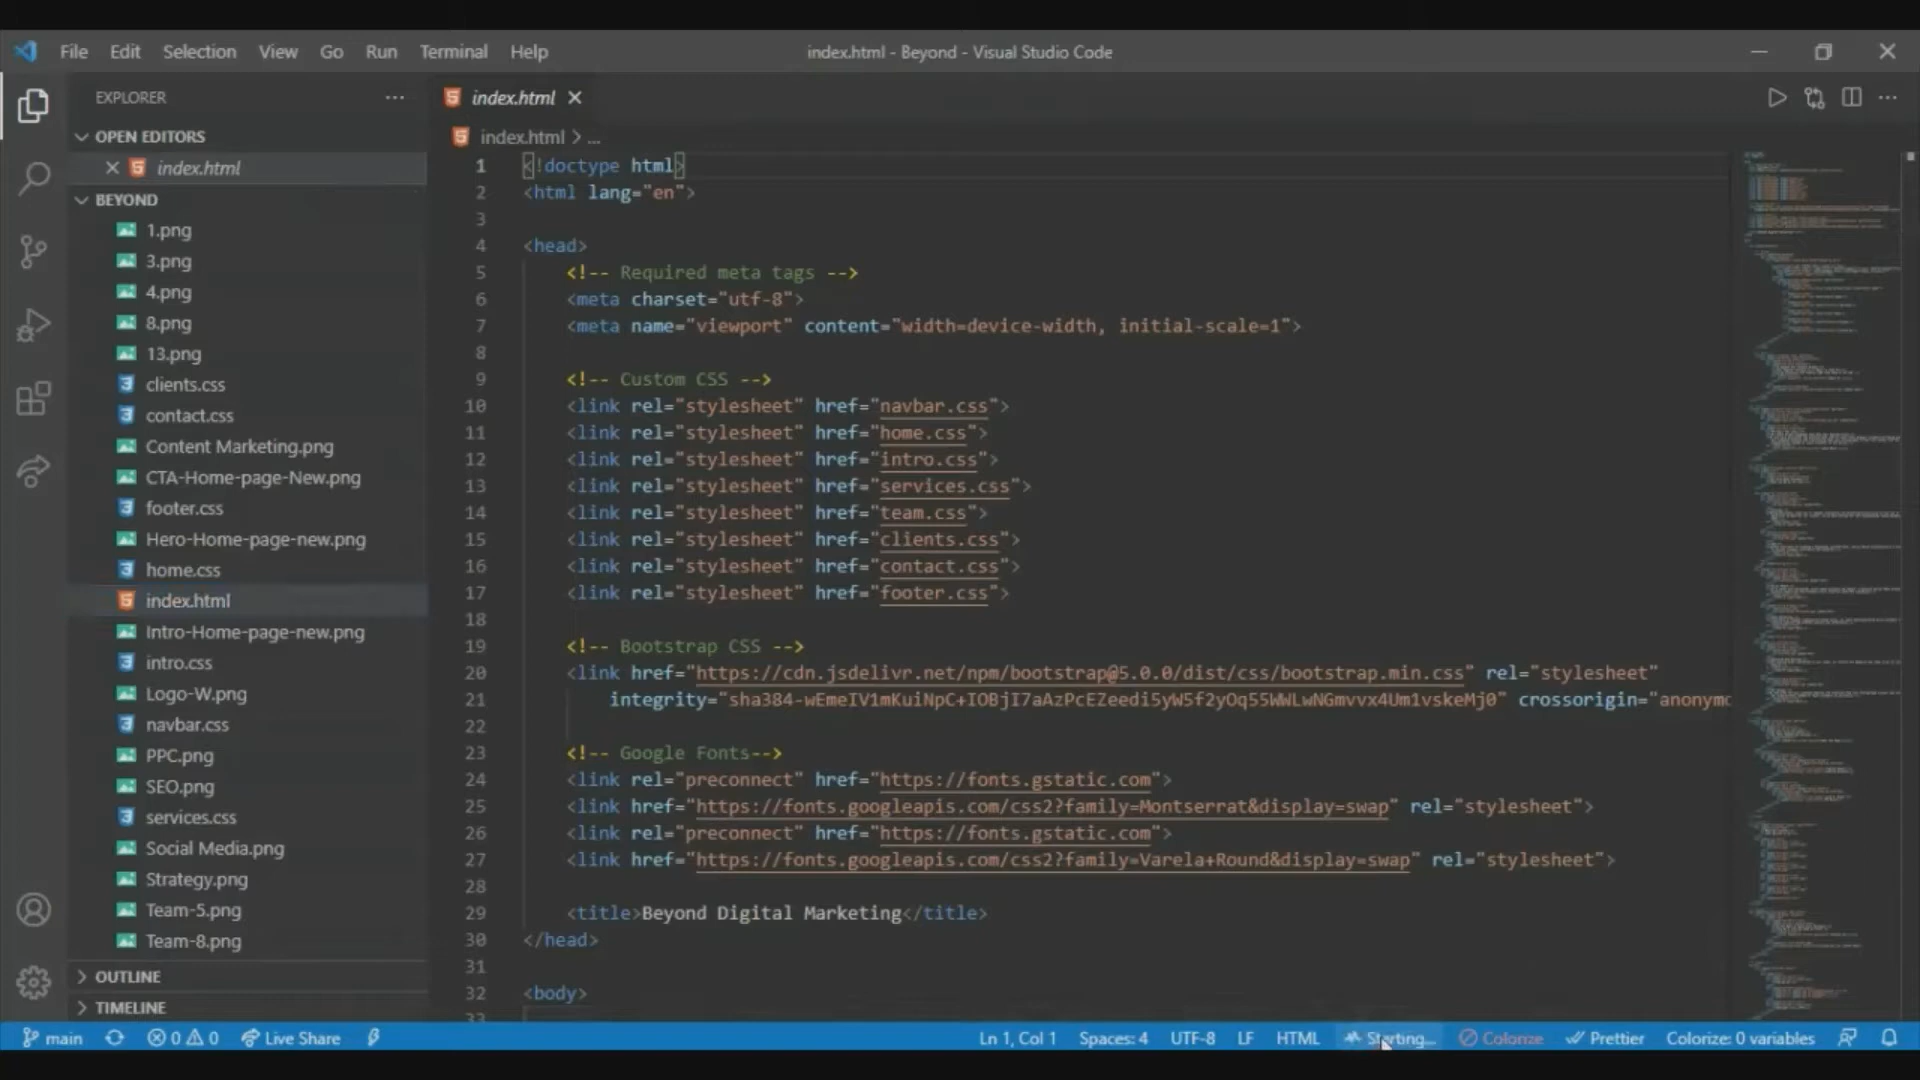 File Edit Selection View Go Run Terminal Help
index.html - Beyond - Visual Studio Code
EXPLORER
OPEN EDITORS
index.html
BEYOND
1.png
3.png
4.png
8.png
13.png
clients.css
contact.css
Content Marketing.png
CTA-Home-page-New.png
footer.css
Hero-Home-page-new.png
home.css
index.html
Intro-Home-page-new.png
intro.css
Logo-W.png
navbar.css
PPC.png
SEO.png
services.css
Social Media.png
Strategy.png
Team-5.png
Team-8.png
OUTLINE
TIMELINE
index.html
index.html > ...
1 <!doctype html>
2 <html lang="en">
3
4 <head>
5 <!-- Required meta tags -->
6 <meta charset="utf-8">
7 <meta name="viewport" content="width=device-width, initial-scale=1">
8
9 <!-- Custom CSS -->
10 <link rel="stylesheet" href="navbar.css">
11 <link rel="stylesheet" href="home.css">
12 <link rel="stylesheet" href="intro.css">
13 <link rel="stylesheet" href="services.css">
14 <link rel="stylesheet" href="team.css">
15 <link rel="stylesheet" href="clients.css">
16 <link rel="stylesheet" href="contact.css">
17 <link rel="stylesheet" href="footer.css">
18
19 <!-- Bootstrap CSS -->
20 <link href="https://cdn.jsdelivr.net/npm/bootstrap@5.0.0/dist/css/bootstrap.min.css" rel="stylesheet"
21 integrity="sha384-wEmeIV1mKuiNpC+IOBjI7aAzPcEZeedi5yW5f2yOq55WWLwNGmvvx4Um1vskeMj0" crossorigin="anonymo
22
23 <!-- Google Fonts-->
24 <link rel="preconnect" href="https://fonts.gstatic.com">
25 <link href="https://fonts.googleapis.com/css2?family=Montserrat&display=swap" rel="stylesheet">
26 <link rel="preconnect" href="https://fonts.gstatic.com">
27 <link href="https://fonts.googleapis.com/css2?family=Varela+Round&display=swap" rel="stylesheet">
28
29 <title>Beyond Digital Marketing</title>
30 </head>
31
32 <body>
33
main 0 0 Live Share Ln 1, Col 1 Spaces: 4 UTF-8 LF HTML Starting... Colorize Prettier Colorize: 0 variables